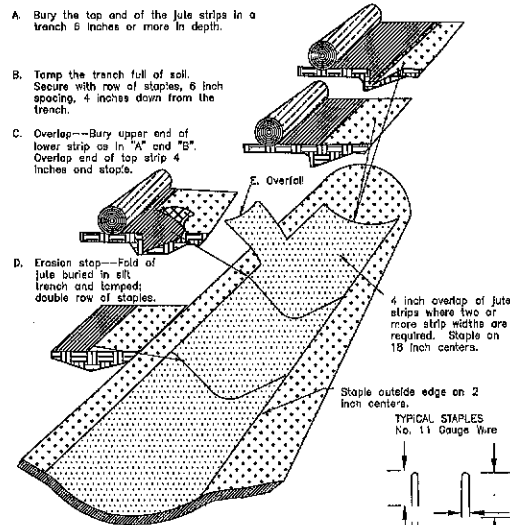 A. Bury the top end of the jute strips in a
trench 6 inches or more in depth.
B. Tamp the trench full of soil.
Secure with row of staples, 6 inch
spacing, 4 inches down from the
trench.
C. Overlap--Bury upper end of
lower strip as in "A" and "B".
Overlap end of top strip 4
inches and staple.
E. Overfall
D. Erosion stop--Fold of
jute buried in silt
trench and tamped;
double row of staples.
4 inch overlap of jute
strips where two or
more strip widths are
required. Staple on
18 inch centers.
Staple outside edge on 2
inch centers.
TYPICAL STAPLES
No. 11 Gauge Wire